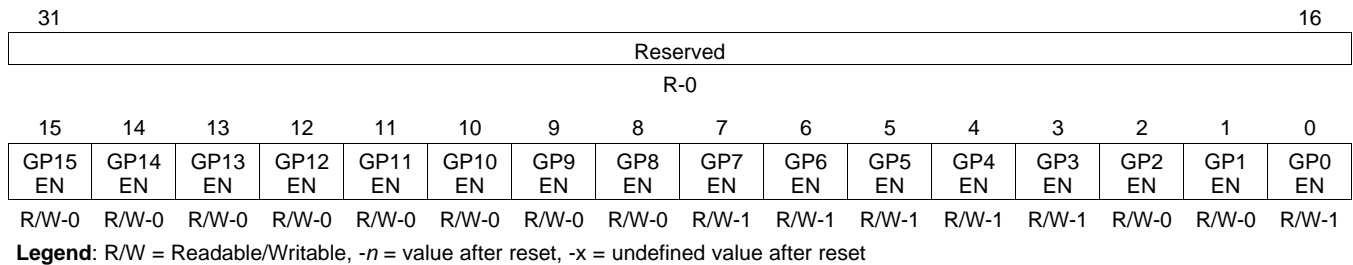 31 16
Reserved
R-0
15 14 13 12 11 10 9 8 7 6 5 4 3 2 1 0
GP15 GP14 GP13 GP12 GP11 GP10 GP9 GP8 GP7 GP6 GP5 GP4 GP3 GP2 GP1 GP0
EN EN EN EN EN EN EN EN EN EN EN EN EN EN EN EN
R/W-0 R/W-0 R/W-0 R/W-0 R/W-0 R/W-0 R/W-0 R/W-0 R/W-1 R/W-1 R/W-1 R/W-1 R/W-1 R/W-0 R/W-0 R/W-1
Legend: R/W = Readable/Writable, -n = value after reset, -x = undefined value after reset